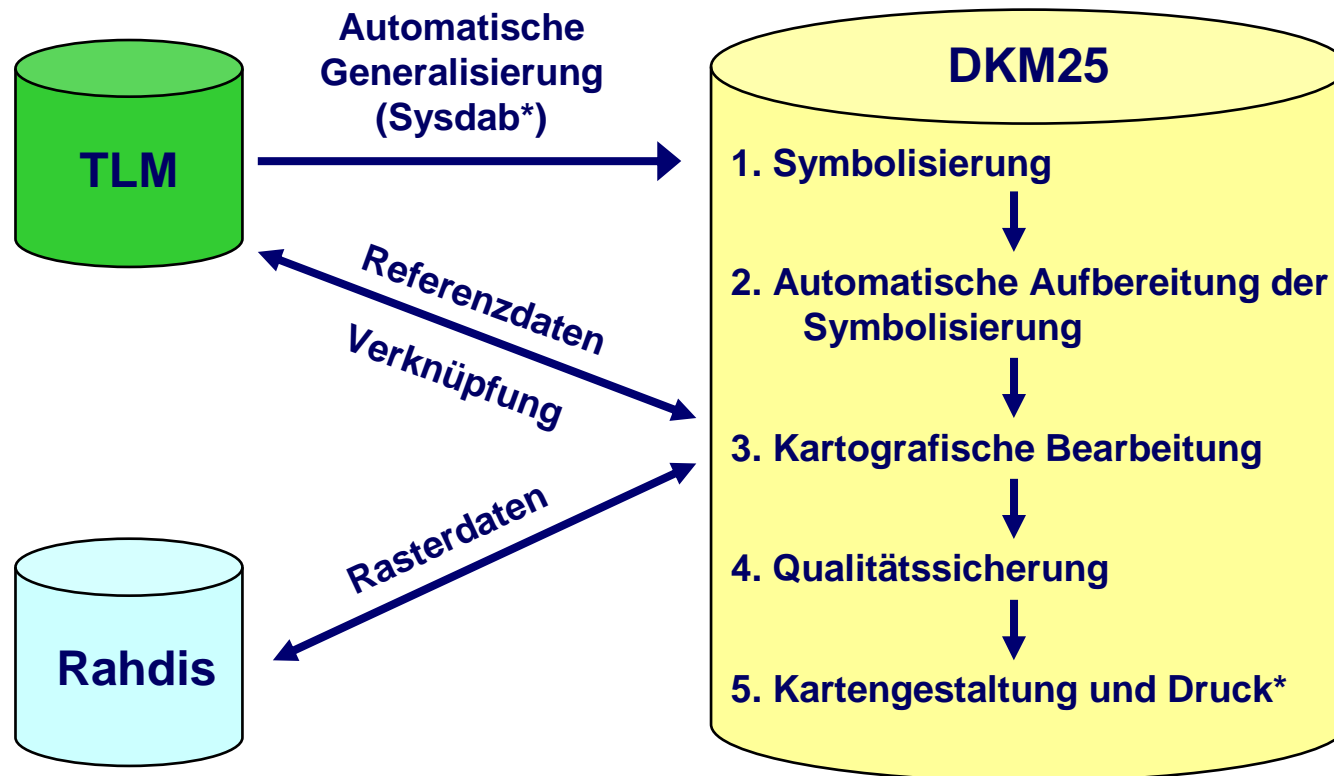 Automatische
Generalisierung
(Sysdab*)
TLM
Referenzdaten
Verknüpfung
Rasterdaten
Rahdis
DKM25
1. Symbolisierung
2. Automatische Aufbereitung der
Symbolisierung
3. Kartografische Bearbeitung
4. Qualitätssicherung
5. Kartengestaltung und Druck*